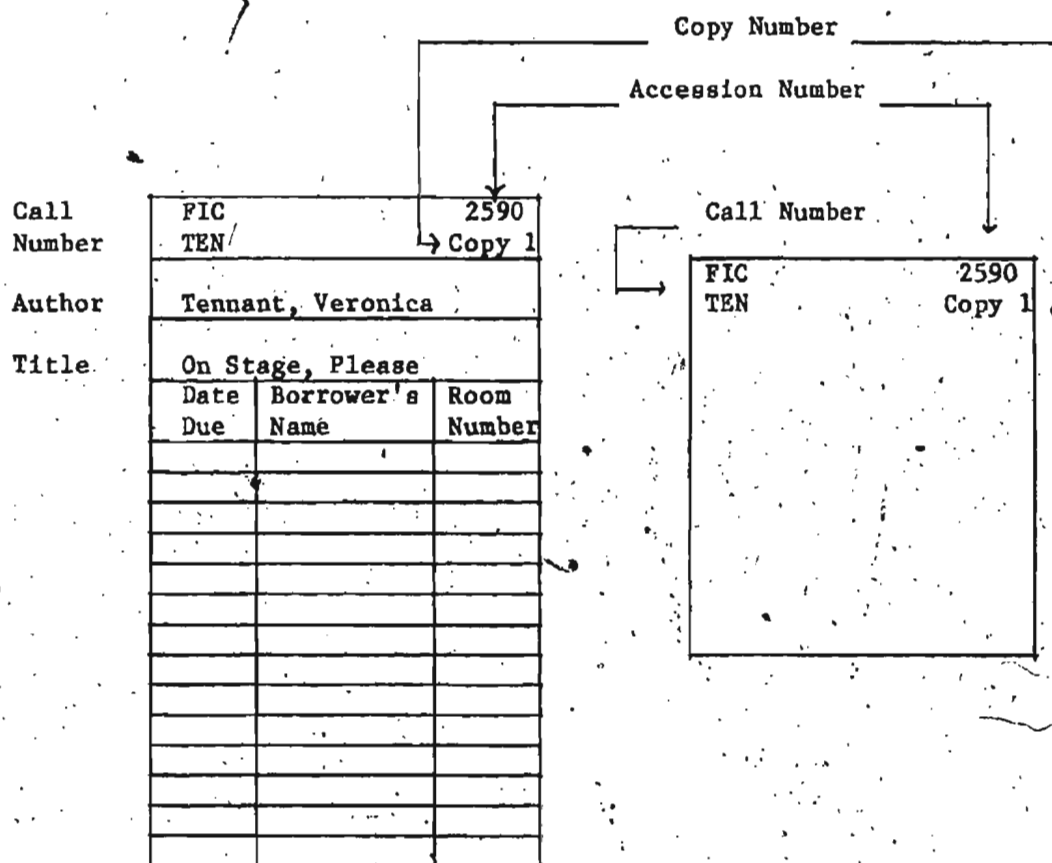 Copy Number
Accession Number
Call Number
FIC 2590
TEN Copy 1
Author Tennant, Veronica
Title On Stage, Please
Date Due
Borrower's Name
Room Number
Call Number
FIC 2590
TEN Copy 1